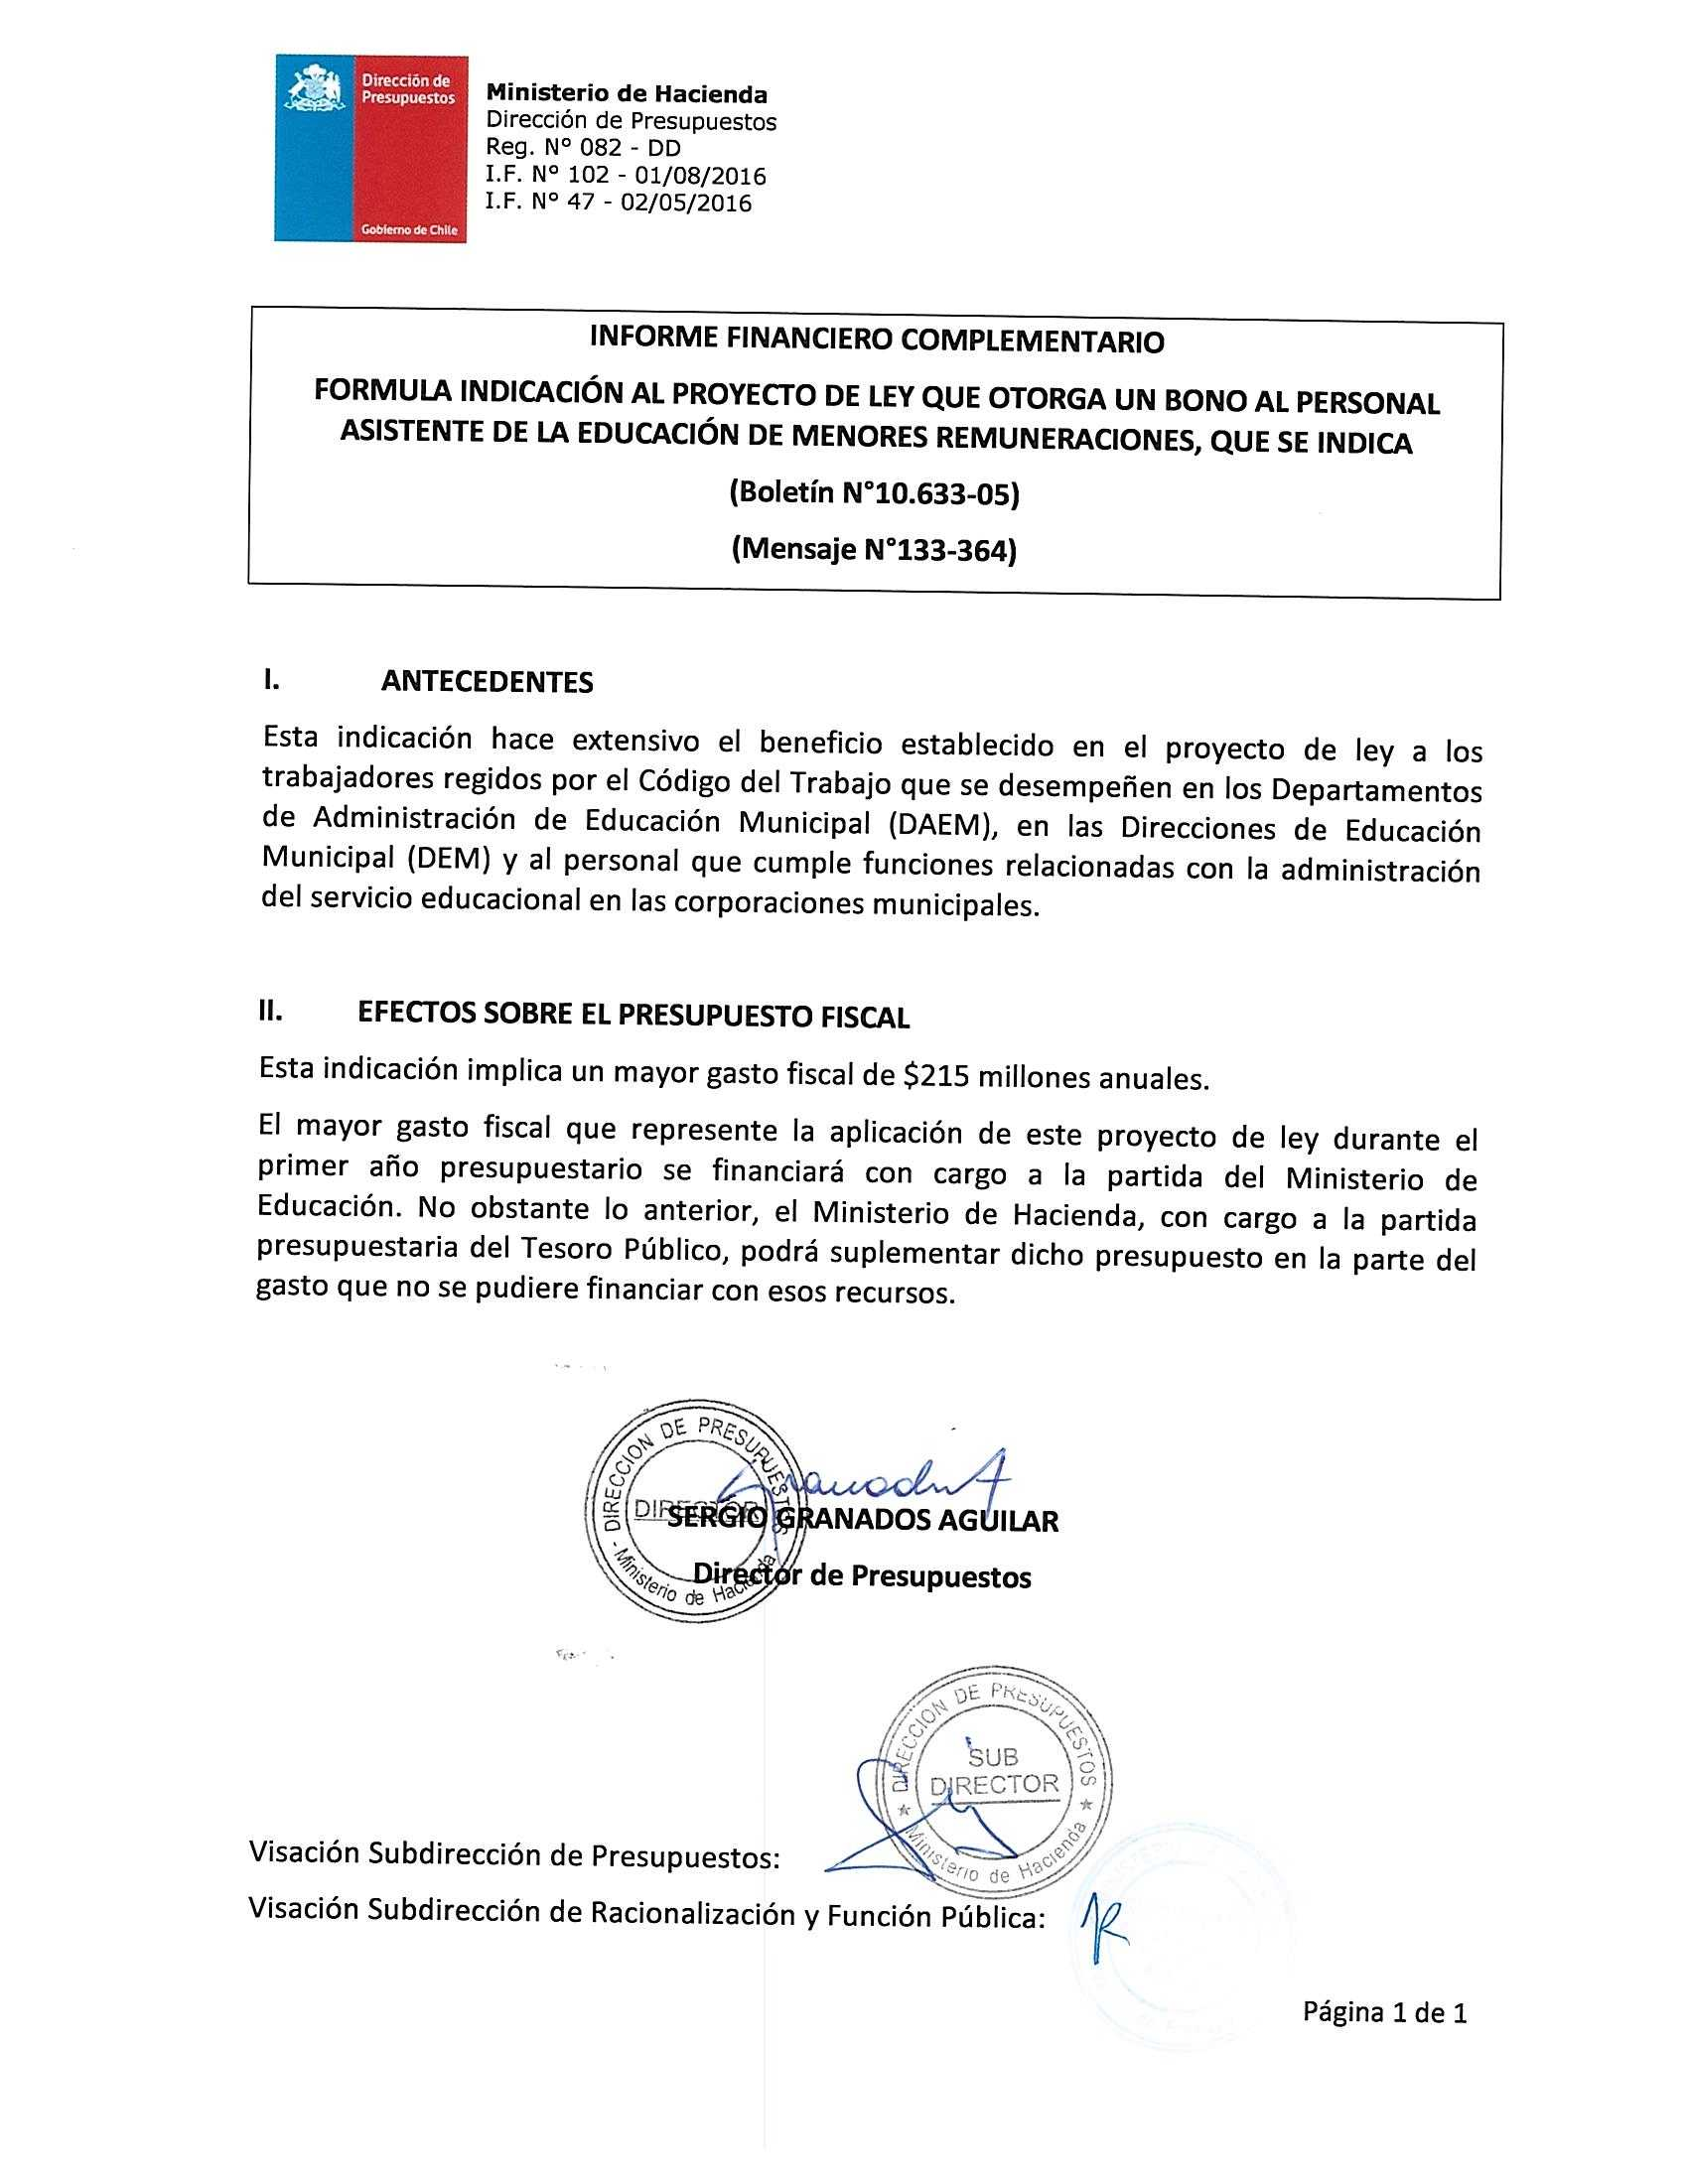 Dirección de
Presupuestos
Gobierno de Chile
Ministerio de Hacienda
Dirección de Presupuestos
Reg. Nº 082 - DD
I.F. Nº 102 - 01/08/2016
I.F. Nº 47 - 02/05/2016
INFORME FINANCIERO COMPLEMENTARIO
FORMULA INDICACIÓN AL PROYECTO DE LEY QUE OTORGA UN BONO AL PERSONAL
ASISTENTE DE LA EDUCACIÓN DE MENORES REMUNERACIONES, QUE SE INDICA
(Boletín N°10.633-05)
(Mensaje N°133-364)
I. ANTECEDENTES
Esta indicación hace extensivo el beneficio establecido en el proyecto de ley a los
trabajadores regidos por el Código del Trabajo que se desempeñen en los Departamentos
de Administración de Educación Municipal (DAEM), en las Direcciones de Educación
Municipal (DEM) y al personal que cumple funciones relacionadas con la administración
del servicio educacional en las corporaciones municipales.
II. EFECTOS SOBRE EL PRESUPUESTO FISCAL
Esta indicación implica un mayor gasto fiscal de $215 millones anuales.
El mayor gasto fiscal que represente la aplicación de este proyecto de ley durante el
primer año presupuestario se financiará con cargo a la partida del Ministerio de
Educación. No obstante lo anterior, el Ministerio de Hacienda, con cargo a la partida
presupuestaria del Tesoro Público, podrá suplementar dicho presupuesto en la parte del
gasto que no se pudiere financiar con esos recursos.
DIRECCION DE PRESUPUESTOS
DIRECTOR
- Ministerio de Hacienda -
SERGIO GRANADOS AGUILAR
Director de Presupuestos
DIRECCION DE PRESUPUESTOS
SUB
DIRECTOR
Ministerio de Hacienda
Visación Subdirección de Presupuestos:
Visación Subdirección de Racionalización y Función Pública:
Página 1 de 1